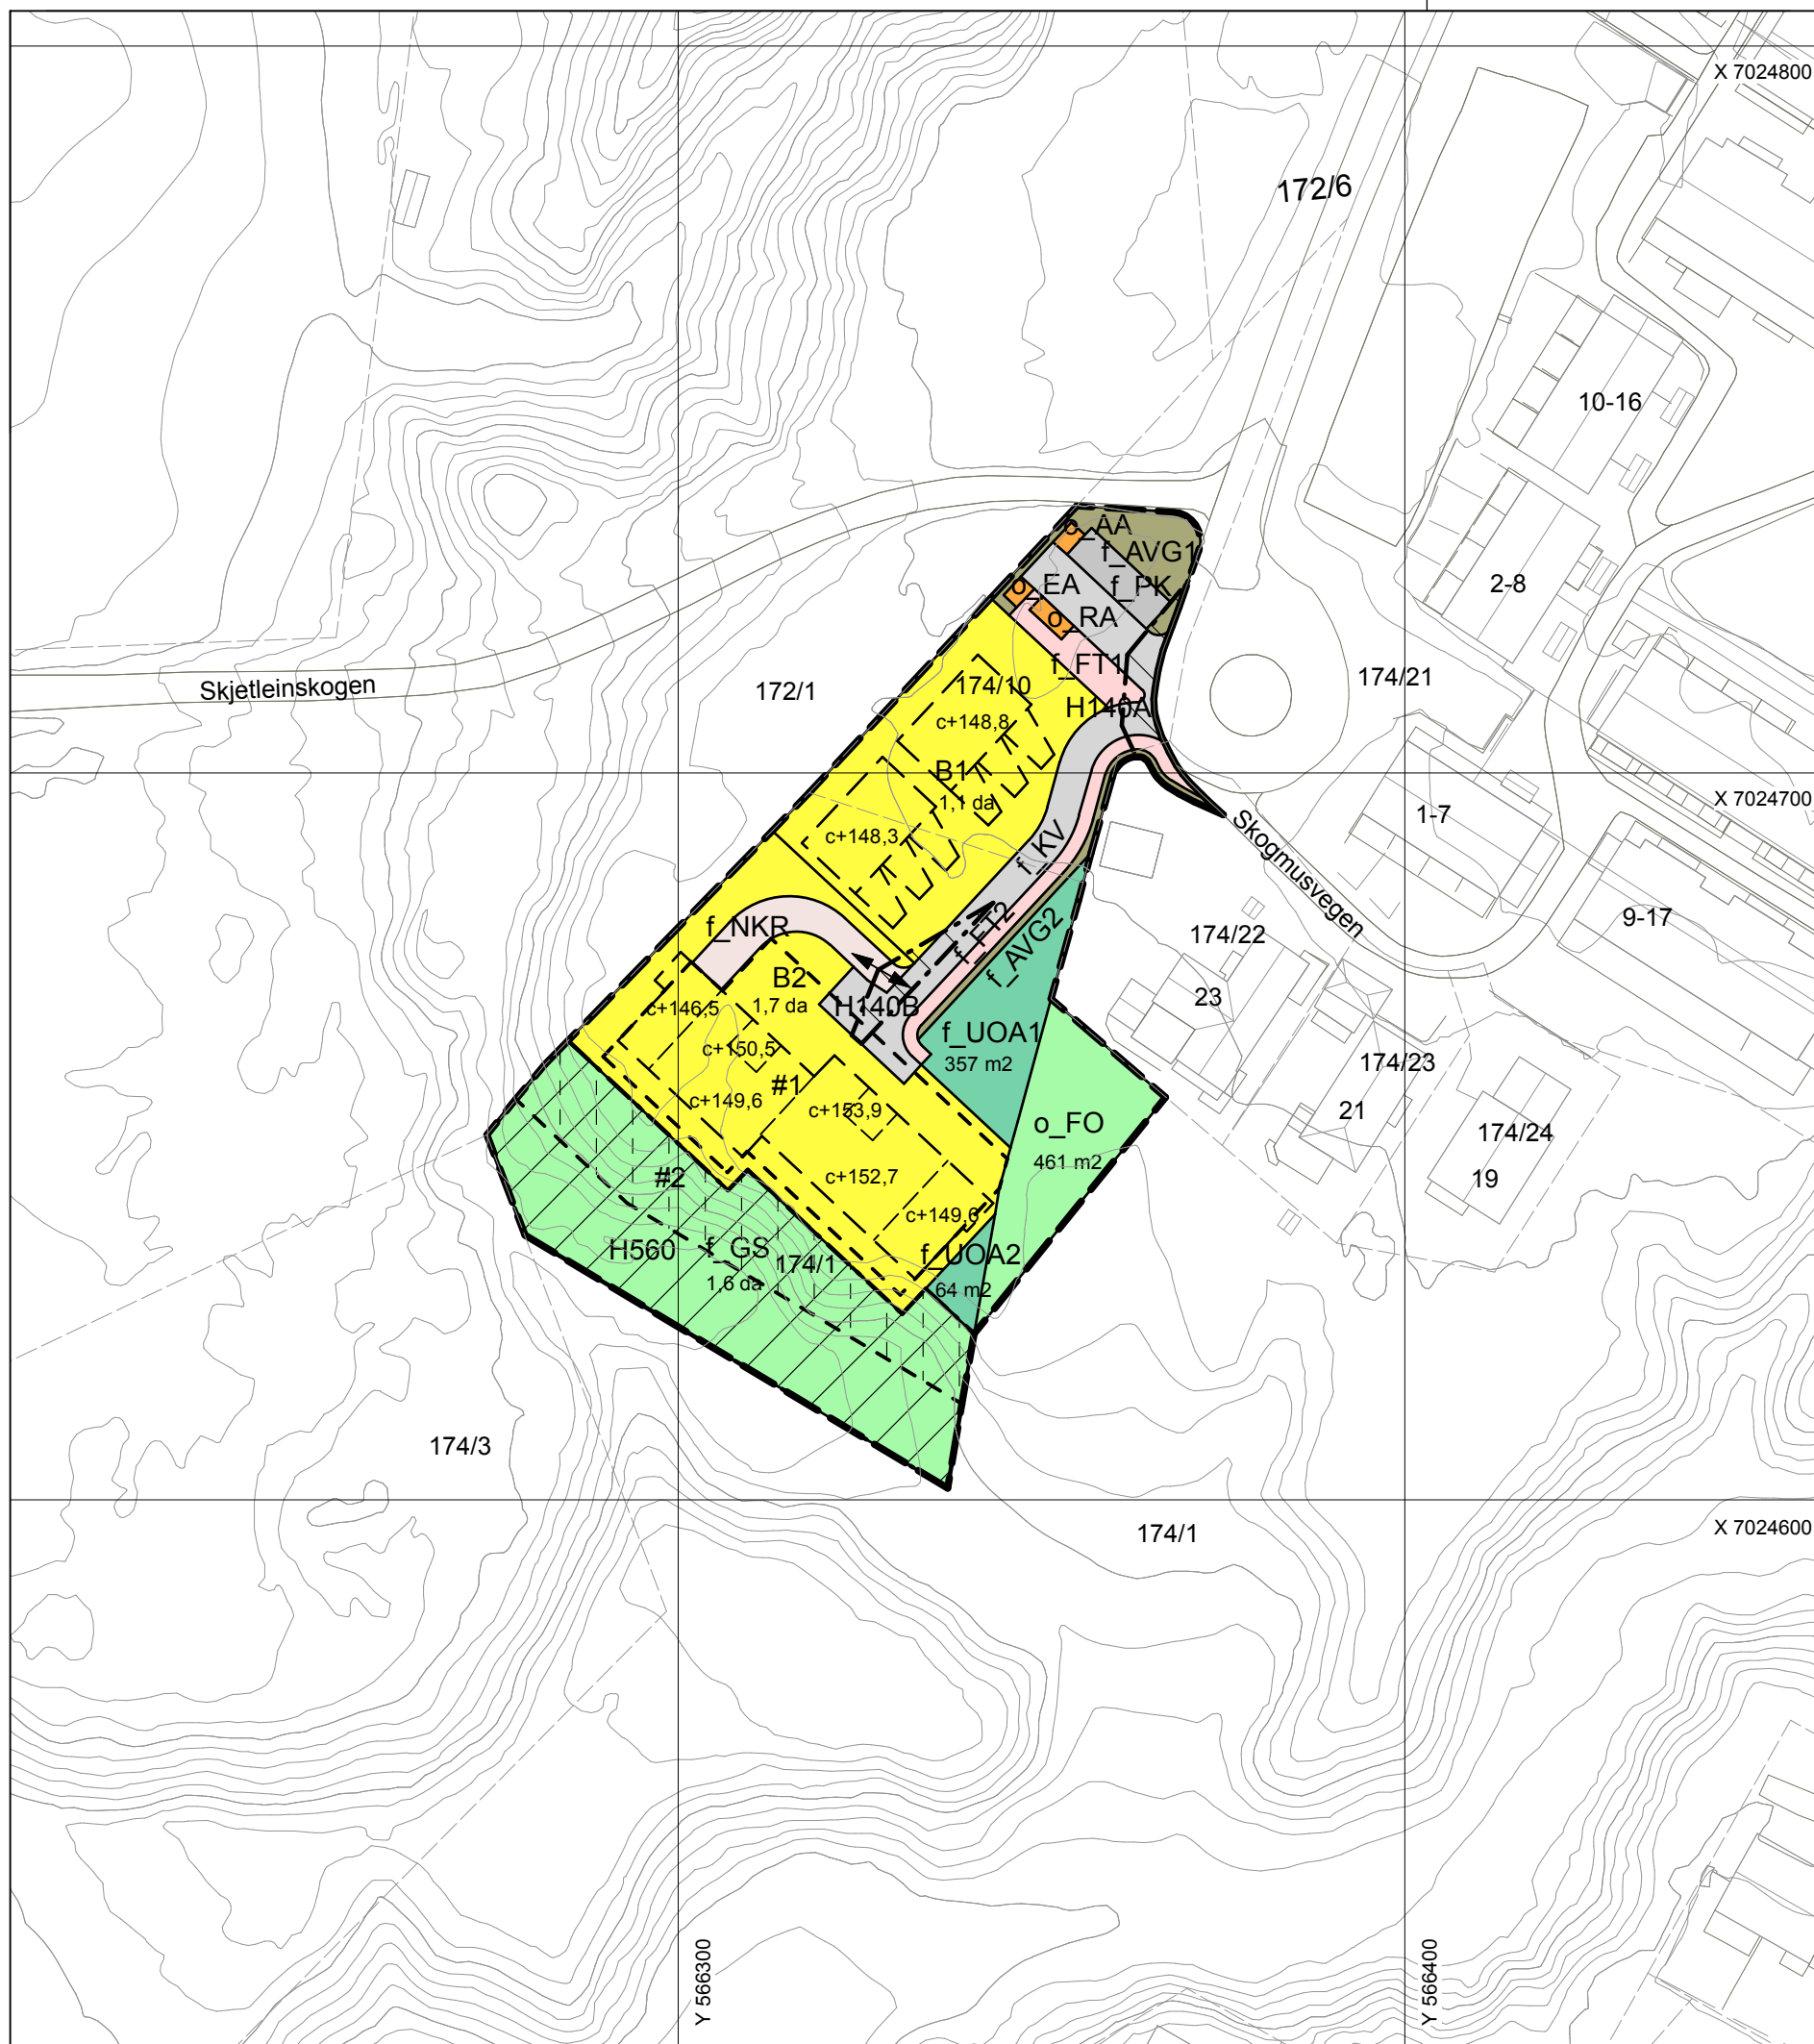 X 7024800
172/6
10-16
o_AA
f_AVG1
2-8
o_EA
f_PK
o_RA
f_FT1
174/10
174/21
Skjetleinskogen
172/1
H140A
c+148,8
B1
1,1 da
X 7024700
1-7
c+148,3
f_KV
Skogmusvegen
9-17
f_NKR
f_FT2
f_AVG2
174/22
B2
1,7 da
23
c+146,5
H140B
f_UOA1
357 m2
c+150,5
174/23
#1
c+149,6
c+153,9
21
o_FO
461 m2
174/24
#2
c+152,7
19
c+149,6
H560
f_GS
174/1
f_UOA2
1,6 da
64 m2
174/3
174/1
X 7024600
Y 566300
Y 566400